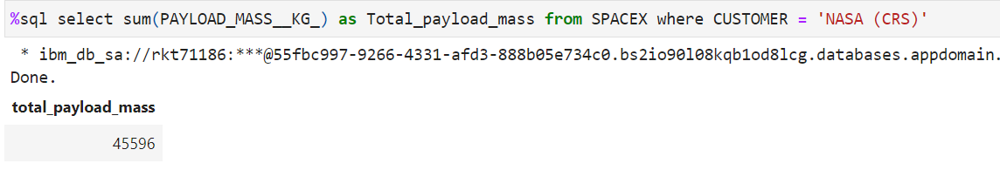 %sql select sum(PAYLOAD_MASS__KG_) as Total_payload_mass from SPACEX where CUSTOMER = 'NASA (CRS)'
* ibm_db_sa://rkt71186:***@55fbc997-9266-4331-afd3-888b05e734c0.bs2io90l08kqb1od8lcg.databases.appdomain.
Done.
total_payload_mass
45596